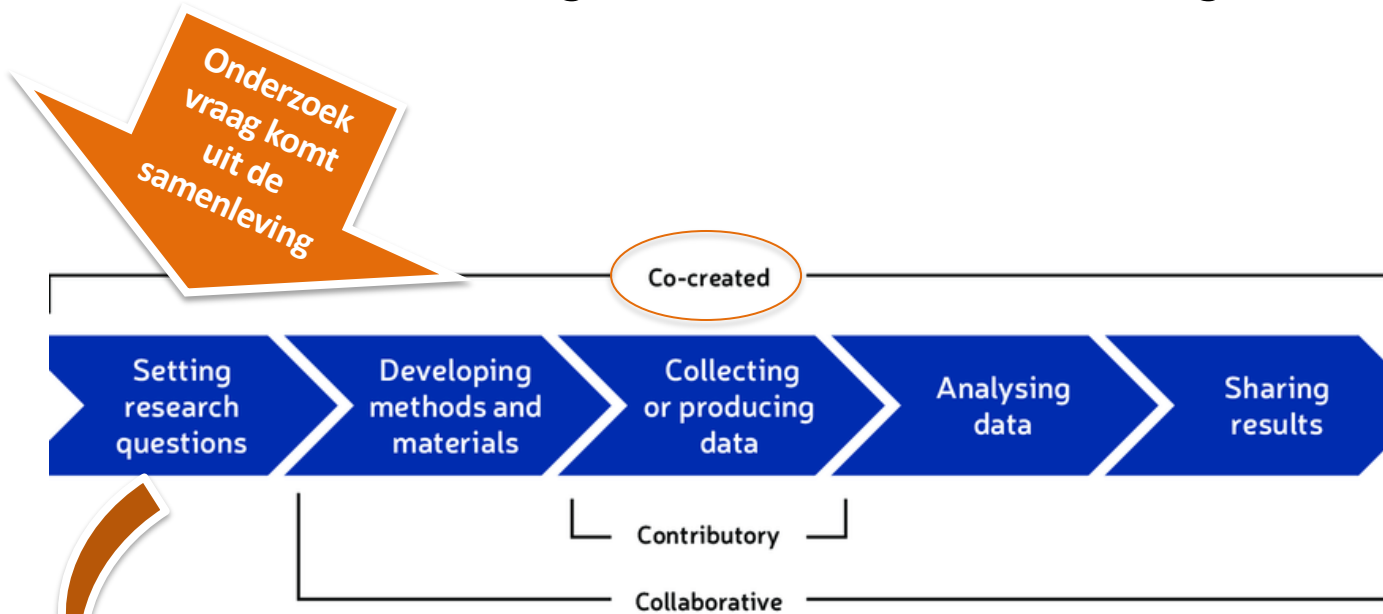 Onderzoek
vraag komt
uit de
samenleving
Co-created
Setting
research
questions
Developing
methods and
materials
Collecting
or producing
data
Analysing
data
Sharing
results
Contributory
Collaborative